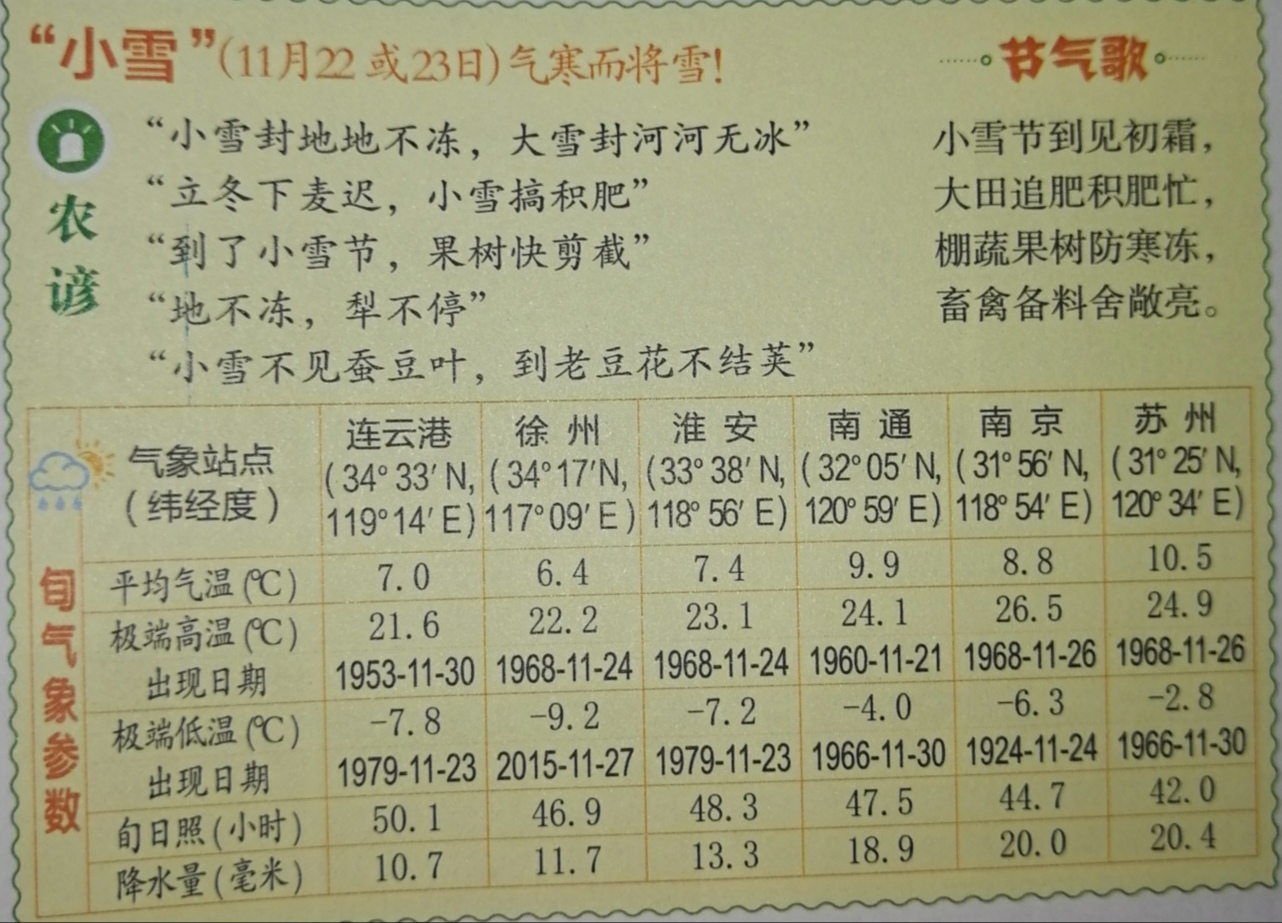 “小雪”(11月22或23日)气寒而将雪!
节气歌
农谚
“小雪封地地不冻，大雪封河河无冰”
“立冬下麦迟，小雪搞积肥”
“到了小雪节，果树快剪截”
“地不冻，犁不停”
“小雪不见蚕豆叶，到老豆花不结荚”
小雪节到见初霜，
大田追肥积肥忙，
棚蔬果树防寒冻，
畜禽备料舍敞亮。
旬气象参数
气象站点(纬经度) 连云港(34°33′N,119°14′E) 徐州(34°17′N,117°09′E) 淮安(33°38′N,118°56′E) 南通(32°05′N,120°59′E) 南京(31°56′N,118°54′E) 苏州(31°25′N,120°34′E)
平均气温(℃) 7.0 6.4 7.4 9.9 8.8 10.5
极端高温(℃) 21.6 22.2 23.1 24.1 26.5 24.9
出现日期 1953-11-30 1968-11-24 1968-11-24 1960-11-21 1968-11-26 1968-11-26
极端低温(℃) -7.8 -9.2 -7.2 -4.0 -6.3 -2.8
出现日期 1979-11-23 2015-11-27 1979-11-23 1966-11-30 1924-11-24 1966-11-30
旬日照(小时) 50.1 46.9 48.3 47.5 44.7 42.0
降水量(毫米) 10.7 11.7 13.3 18.9 20.0 20.4